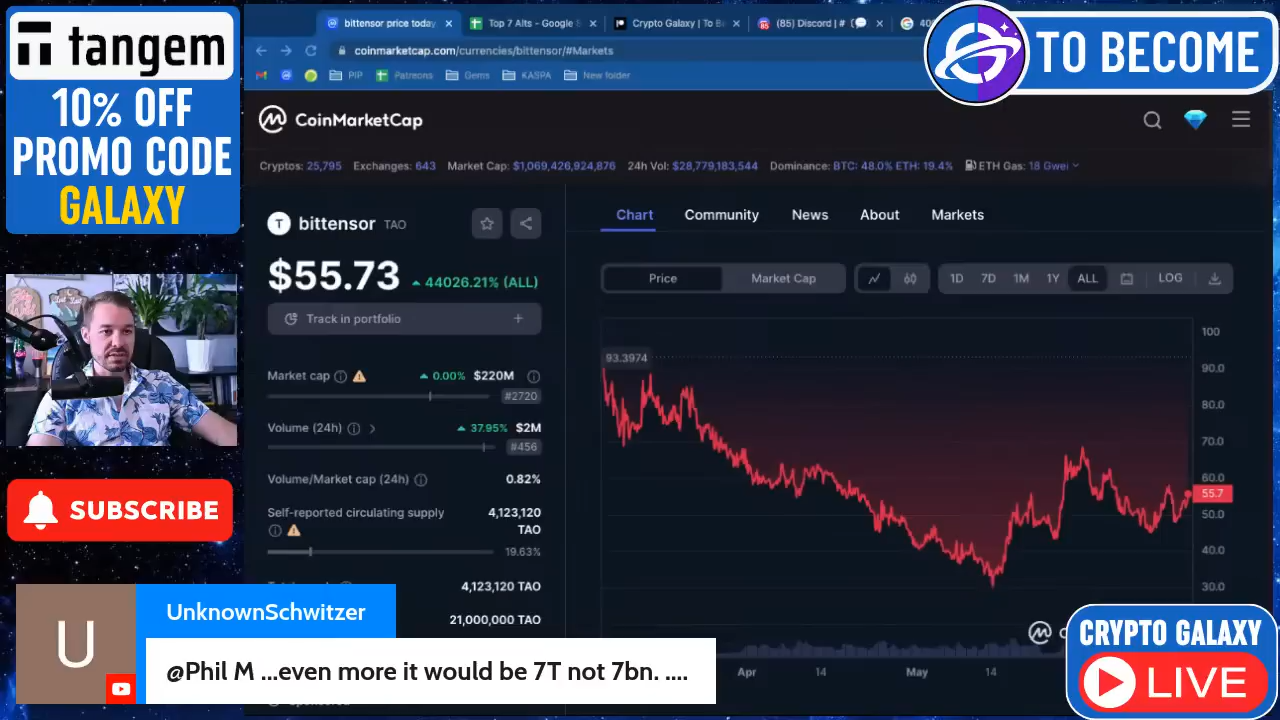 tangem
10% OFF
PROMO CODE
GALAXY
SUBSCRIBE
bittensor price today
Top 7 Alts - Google S
Crypto Galaxy | To B
(85) Discord | #
TO BECOME
coinmarketcap.com/currencies/bittensor/#Markets
PIP
Patreons
Gems
KASPA
New folder
CoinMarketCap
Cryptos: 25,795 Exchanges: 643 Market Cap: $1,069,426,924,876 24h Vol: $28,779,183,544 Dominance: BTC: 48.0% ETH: 19.4% ETH Gas: 18 Gwei
bittensor TAO
$55.73 44026.21% (ALL)
Track in portfolio +
Market cap 0.00% $220M
#2720
Volume (24h) 37.95% $2M
#456
Volume/Market cap (24h) 0.82%
Self-reported circulating supply 4,123,120
TAO
19.63%
4,123,120 TAO
21,000,000 TAO
Chart Community News About Markets
Price Market Cap 1D 7D 1M 1Y ALL LOG
93.3974
100
90.0
80.0
70.0
60.0
55.7
50.0
40.0
30.0
Apr 14 May 14
UnknownSchwitzer
U
@Phil M ...even more it would be 7T not 7bn. ....
CRYPTO GALAXY
LIVE